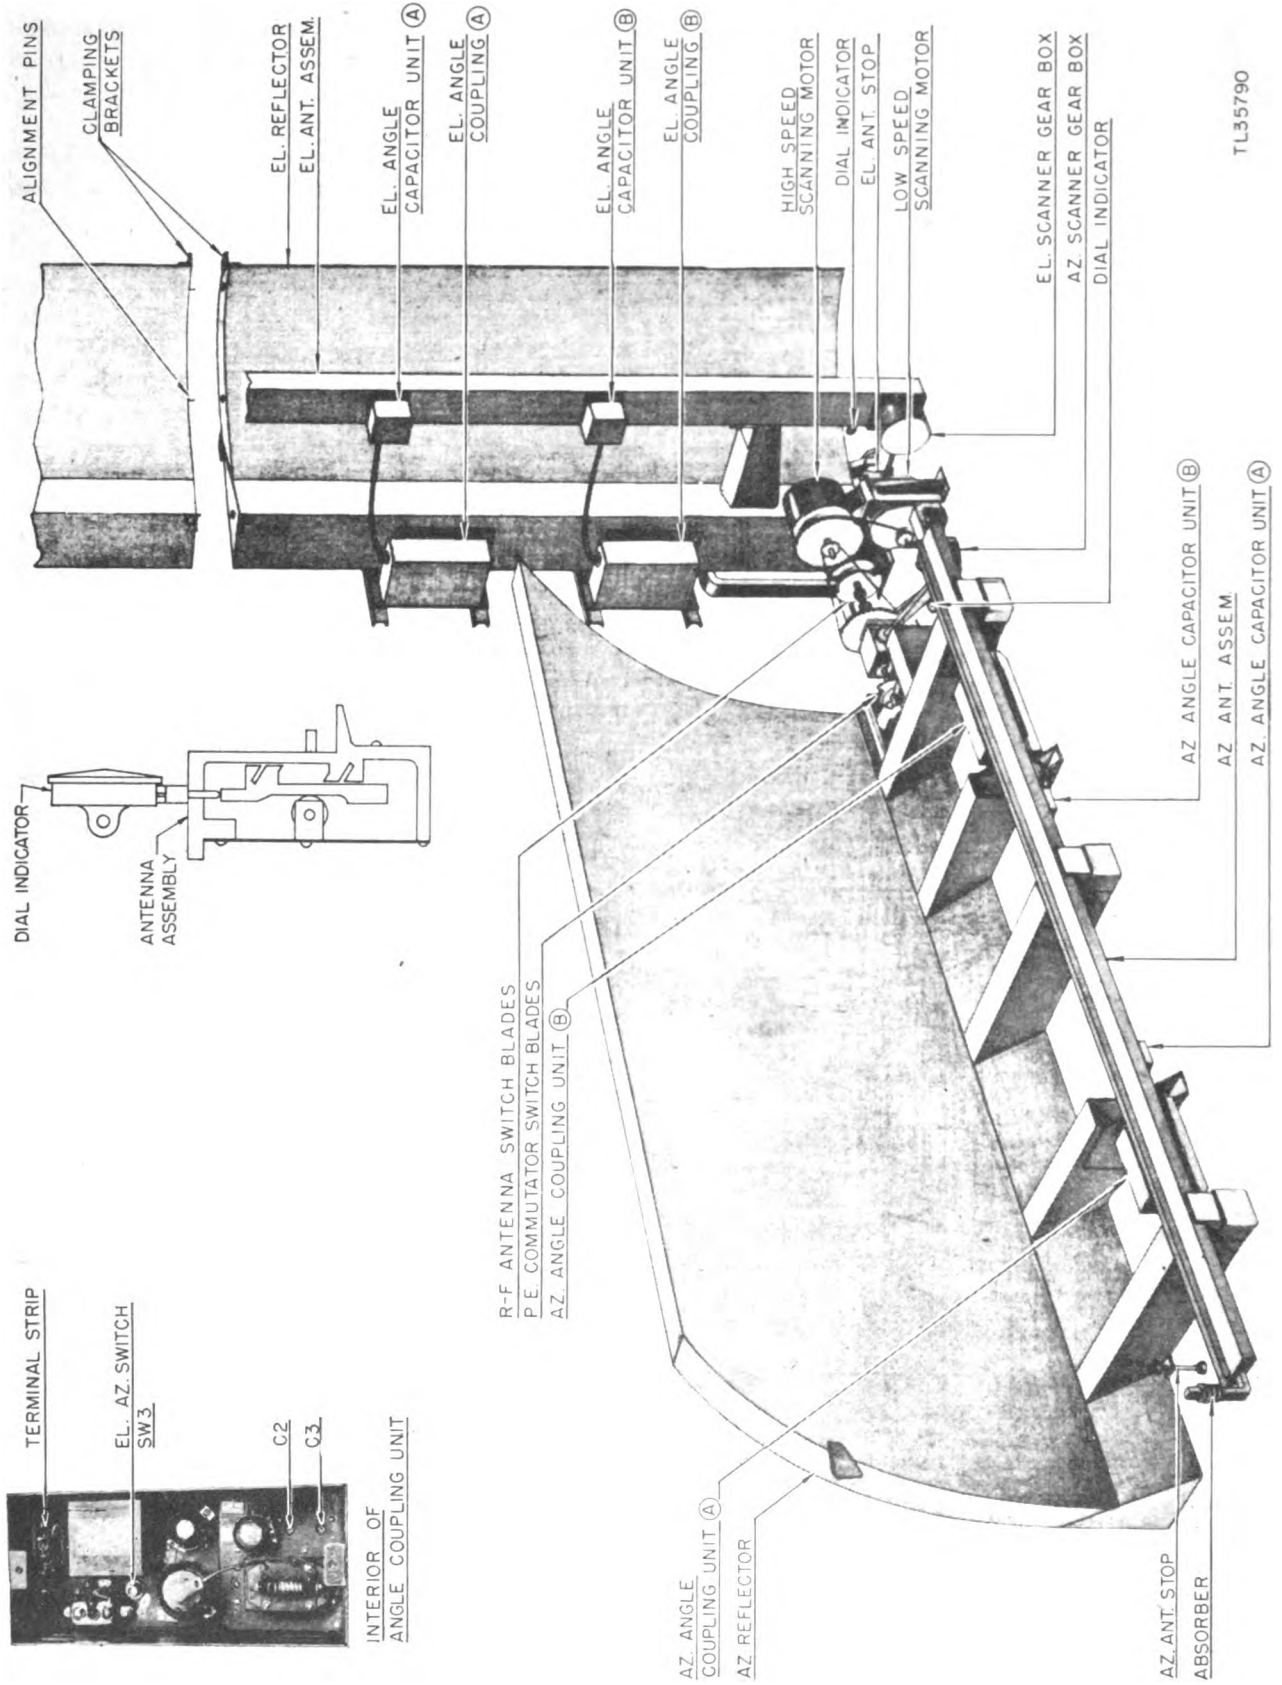 TERMINAL STRIP
EL. AZ. SWITCH
SW3
C2
C3
INTERIOR OF
ANGLE COUPLING UNIT
DIAL INDICATOR
ANTENNA
ASSEMBLY
ALIGNMENT PINS
CLAMPING
BRACKETS
EL. REFLECTOR
EL. ANT. ASSEM.
EL. ANGLE
CAPACITOR UNIT Ⓐ
EL. ANGLE
COUPLING Ⓐ
EL. ANGLE
CAPACITOR UNIT Ⓑ
EL. ANGLE
COUPLING Ⓑ
HIGH SPEED
SCANNING MOTOR
DIAL INDICATOR
EL. ANT. STOP
LOW SPEED
SCANNING MOTOR
EL. SCANNER GEAR BOX
AZ. SCANNER GEAR BOX
DIAL INDICATOR
R-F ANTENNA SWITCH BLADES
P.E. COMMUTATOR SWITCH BLADES
AZ. ANGLE COUPLING UNIT Ⓑ
AZ. ANGLE
COUPLING UNIT Ⓐ
AZ. REFLECTOR
AZ. ANT. STOP
ABSORBER
AZ. ANGLE CAPACITOR UNIT Ⓑ
AZ. ANT. ASSEM.
AZ. ANGLE CAPACITOR UNIT Ⓐ
TL35790